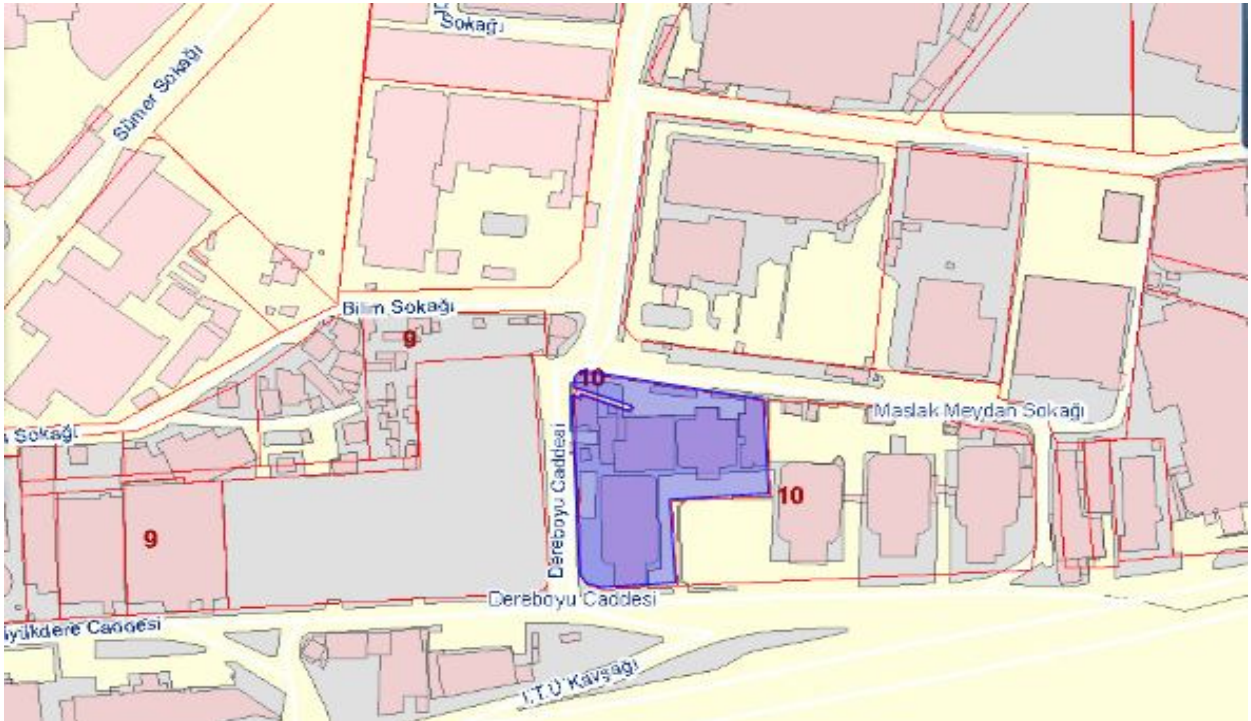 Sokağı
Sümer Sokağı
Bilim Sokağı
9
10
Maslak Meydan Sokağı
Sokağı
Dereboyu Caddesi
10
9
Dereboyu Caddesi
Caddesi
İ.T.Ü Kavşağı